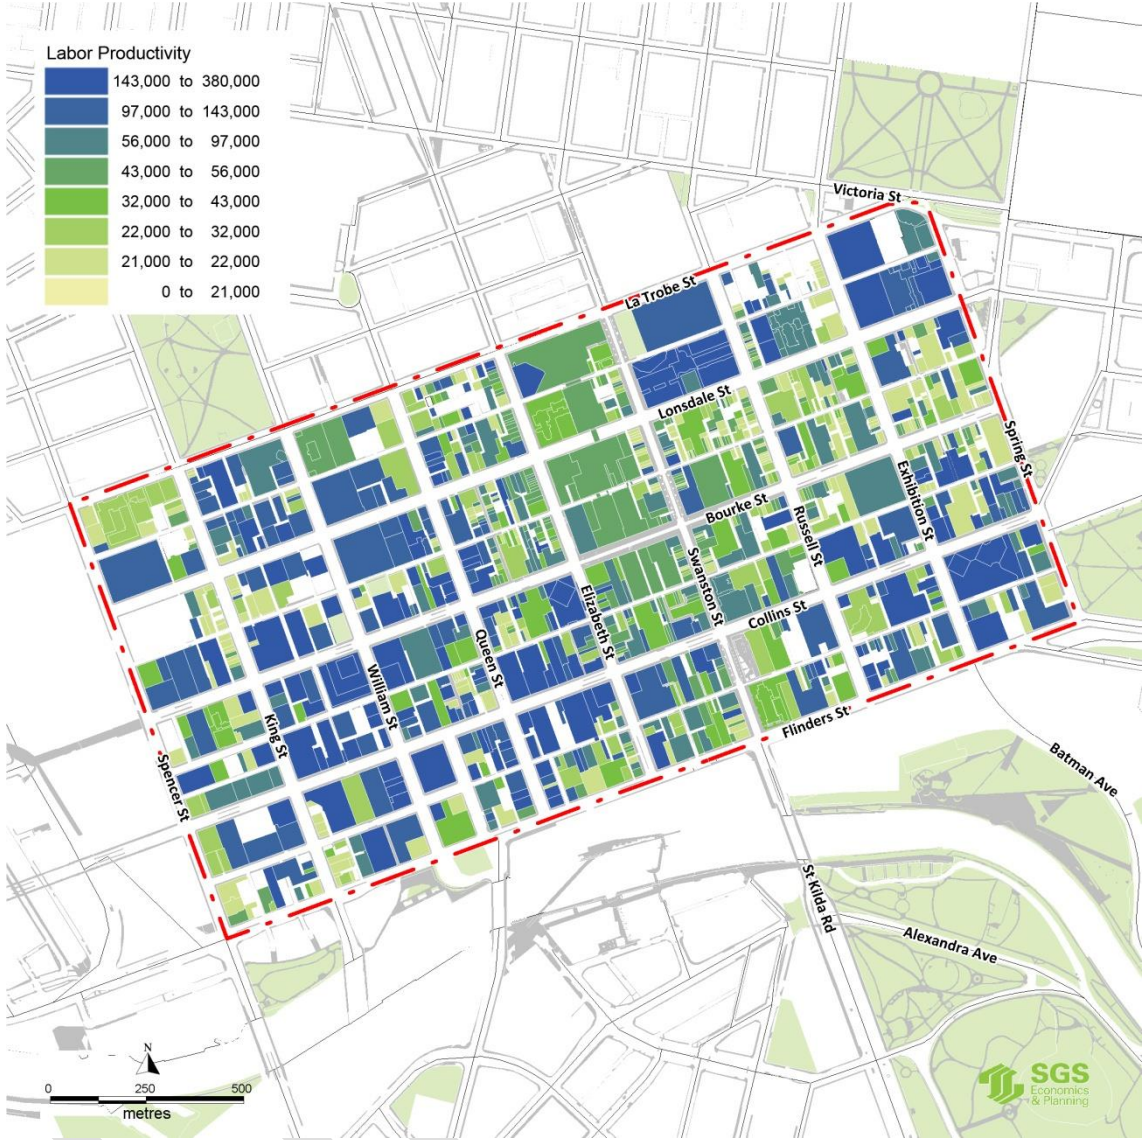 Labor Productivity
143,000 to 380,000
97,000 to 143,000
56,000 to 97,000
43,000 to 56,000
32,000 to 43,000
22,000 to 32,000
21,000 to 22,000
0 to 21,000
Victoria St
La Trobe St
Lonsdale St
Spring St
Exhibition St
Bourke St
Russell St
Swanston St
Elizabeth St
Collins St
Queen St
William St
King St
Flinders St
Spencer St
Batman Ave
St Kilda Rd
Alexandra Ave
N
0 250 500
metres
SGS
Economics
& Planning